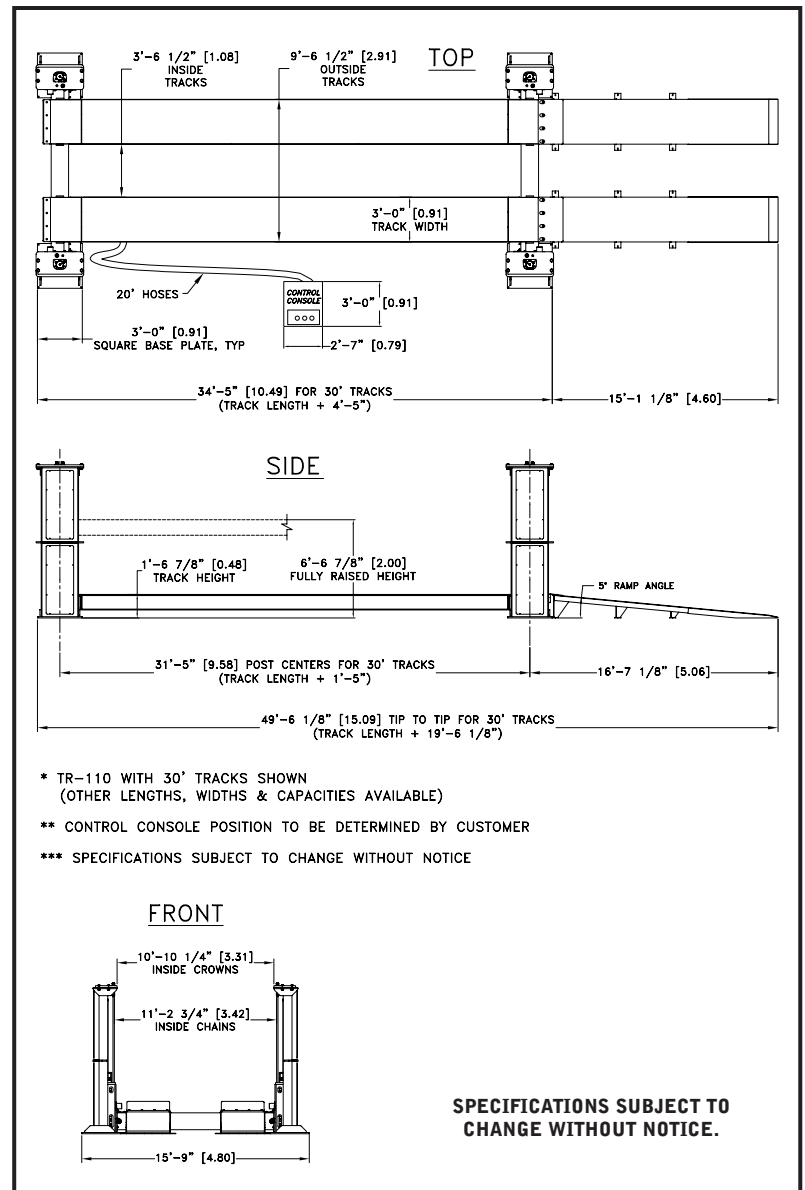 TOP
3'-6 1/2" [1.08]
INSIDE
TRACKS
9'-6 1/2" [2.91]
OUTSIDE
TRACKS
3'-0" [0.91]
TRACK WIDTH
20' HOSES
CONTROL
CONSOLE
3'-0" [0.91]
2'-7" [0.79]
3'-0" [0.91]
SQUARE BASE PLATE, TYP
34'-5" [10.49] FOR 30' TRACKS
(TRACK LENGTH + 4'-5")
15'-1 1/8" [4.60]
SIDE
1'-6 7/8" [0.48]
TRACK HEIGHT
6'-6 7/8" [2.00]
FULLY RAISED HEIGHT
5° RAMP ANGLE
31'-5" [9.58] POST CENTERS FOR 30' TRACKS
(TRACK LENGTH + 1'-5")
16'-7 1/8" [5.06]
49'-6 1/8" [15.09] TIP TO TIP FOR 30' TRACKS
(TRACK LENGTH + 19'-6 1/8")
* TR-110 WITH 30' TRACKS SHOWN
(OTHER LENGTHS, WIDTHS & CAPACITIES AVAILABLE)
** CONTROL CONSOLE POSITION TO BE DETERMINED BY CUSTOMER
*** SPECIFICATIONS SUBJECT TO CHANGE WITHOUT NOTICE
FRONT
10'-10 1/4" [3.31]
INSIDE CROWNS
11'-2 3/4" [3.42]
INSIDE CHAINS
15'-9" [4.80]
SPECIFICATIONS SUBJECT TO
CHANGE WITHOUT NOTICE.